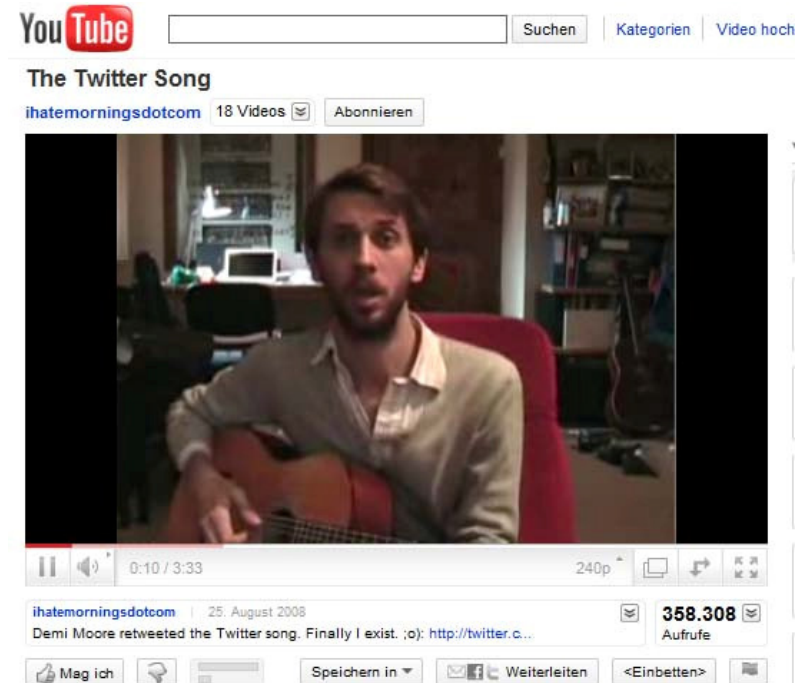 You Tube Suchen Kategorien Video hoch
The Twitter Song
ihatemorningsdotcom 18 Videos Abonnieren
0:10 / 3:33 240p
ihatemorningsdotcom 25. August 2008
Demi Moore retweeted the Twitter song. Finally I exist. ;o): http://twitter.c...
358.308
Aufrufe
Mag ich Speichern in Weiterleiten <Einbetten>